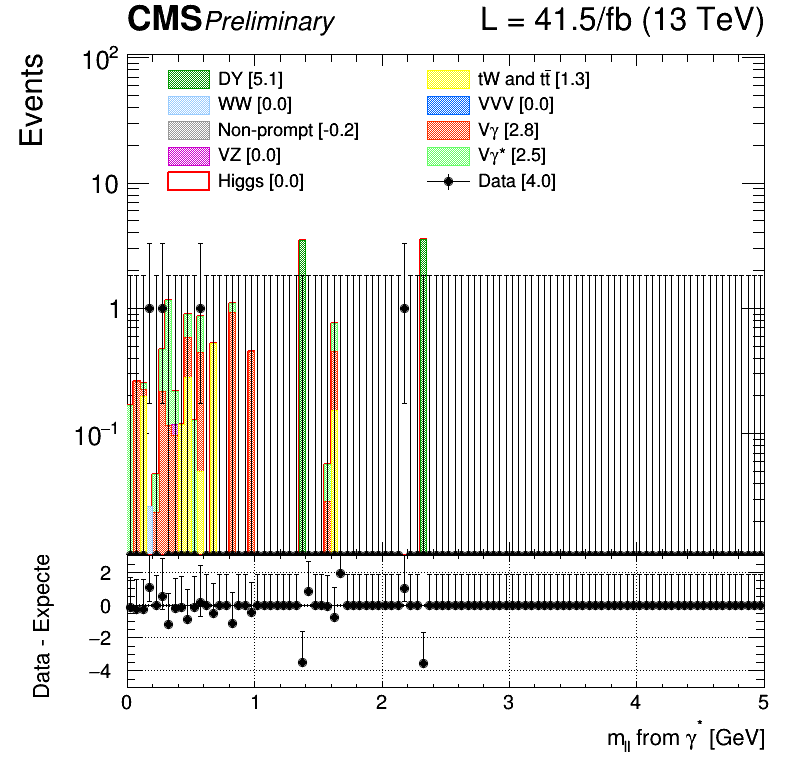 CMS Preliminary L = 41.5/fb (13 TeV)
Events
10²
10
1
10⁻¹
DY [5.1]
WW [0.0]
Non-prompt [-0.2]
VZ [0.0]
Higgs [0.0]
tW and tt̄ [1.3]
VVV [0.0]
Vγ [2.8]
Vγ* [2.5]
Data [4.0]
Data - Expecte
2
0
−2
−4
0 1 2 3 4 5
m_ll from γ* [GeV]